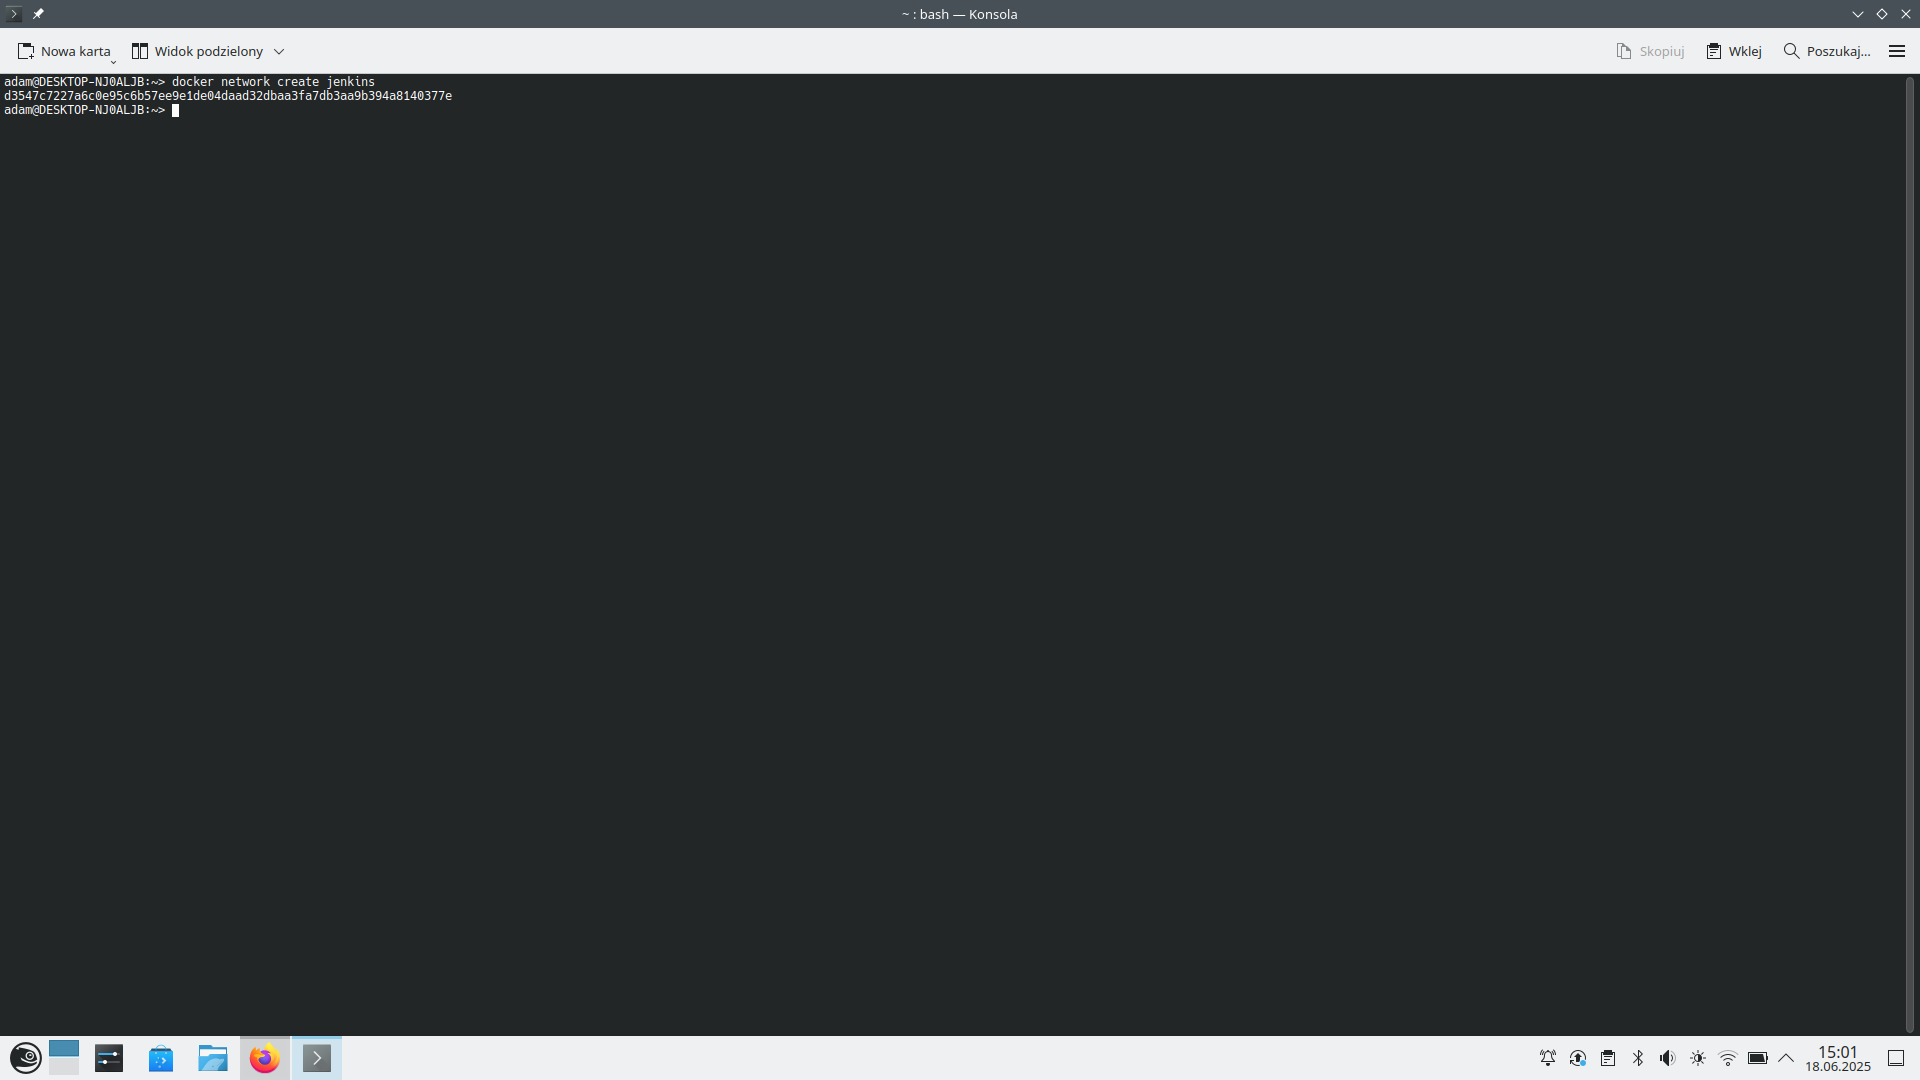 ~ : bash — Konsola
Nowa karta
Widok podzielony
Skopiuj
Wklej
Poszukaj...
adam@DESKTOP-NJ0ALJB:~> docker network create jenkins
d3547c7227a6c0e95c6b57ee9e1de04daad32dbaa3fa7db3aa9b394a8140377e
adam@DESKTOP-NJ0ALJB:~>
15:01
18.06.2025